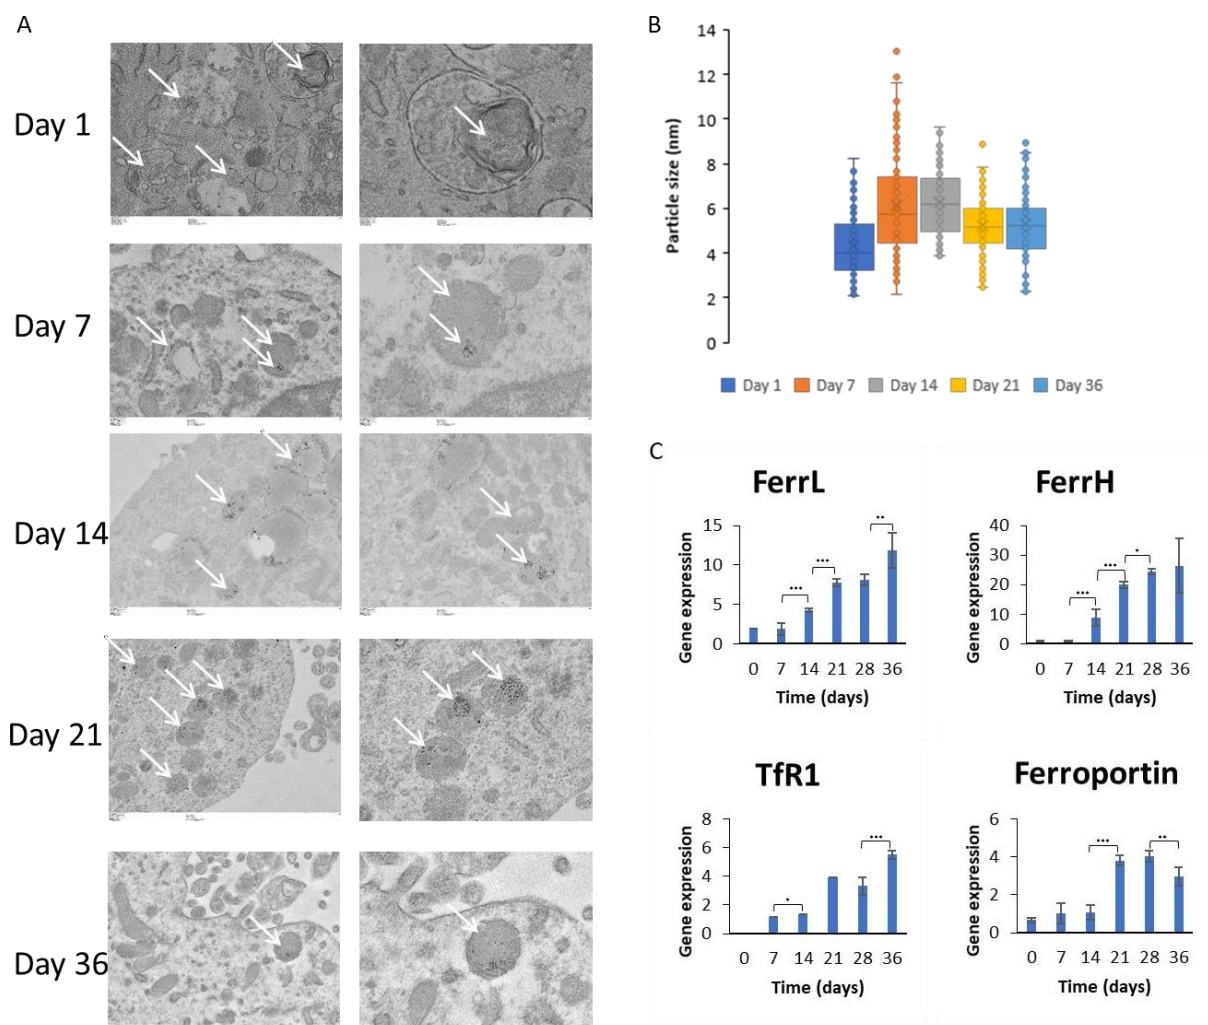 A
Day 1
Day 7
Day 14
Day 21
Day 36
B
14
12
10
8
6
4
2
0
Particle size (nm)
Day 1 Day 7 Day 14 Day 21 Day 36
C
FerrL
15
10
5
0
Gene expression
**
***
***
0 7 14 21 28 36
Time (days)
FerrH
40
30
20
10
0
Gene expression
*
***
***
0 7 14 21 28 36
Time (days)
TfR1
8
6
4
2
0
Gene expression
***
*
0 7 14 21 28 36
Time (days)
Ferroportin
6
4
2
0
Gene expression
***
**
0 7 14 21 28 36
Time (days)